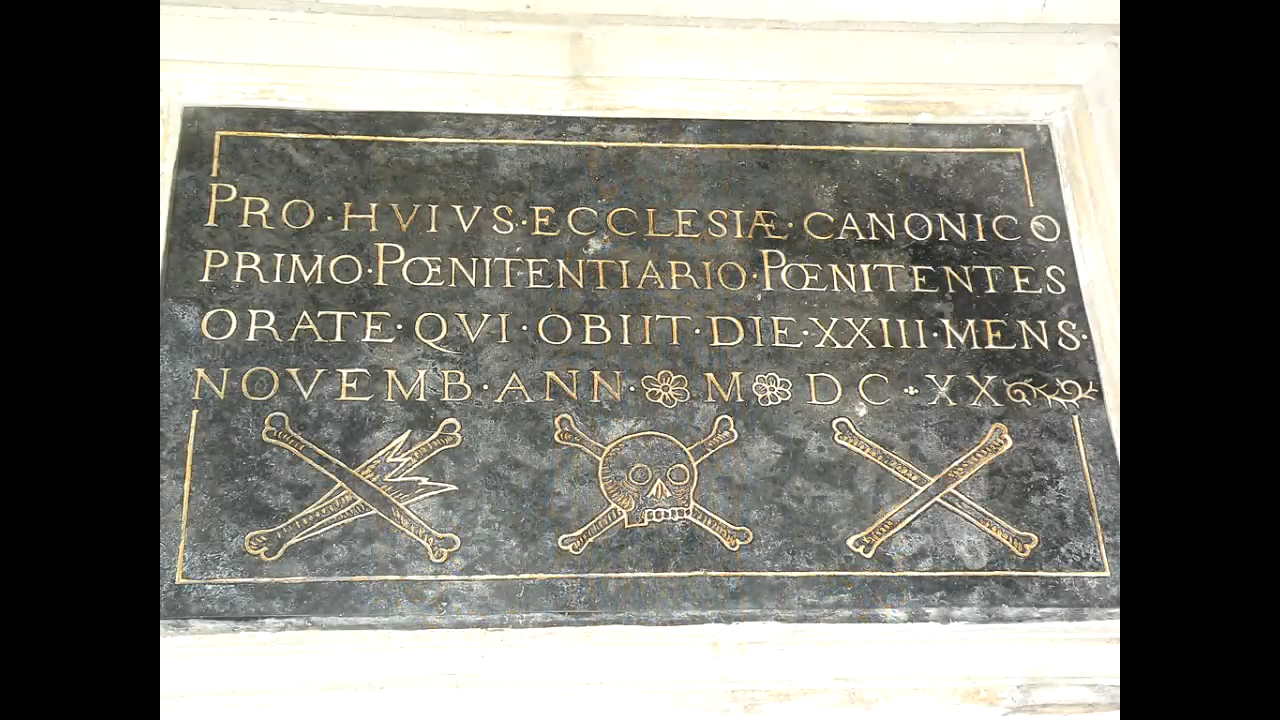 PRO·HVIVS·ECCLESIÆ·CANONICO
PRIMO·PŒNITENTIARIO·PŒNITENTES
ORATE·QVI·OBIIT·DIE·XXIII·MENS·
NOVEMB·ANN·M·DC·XX